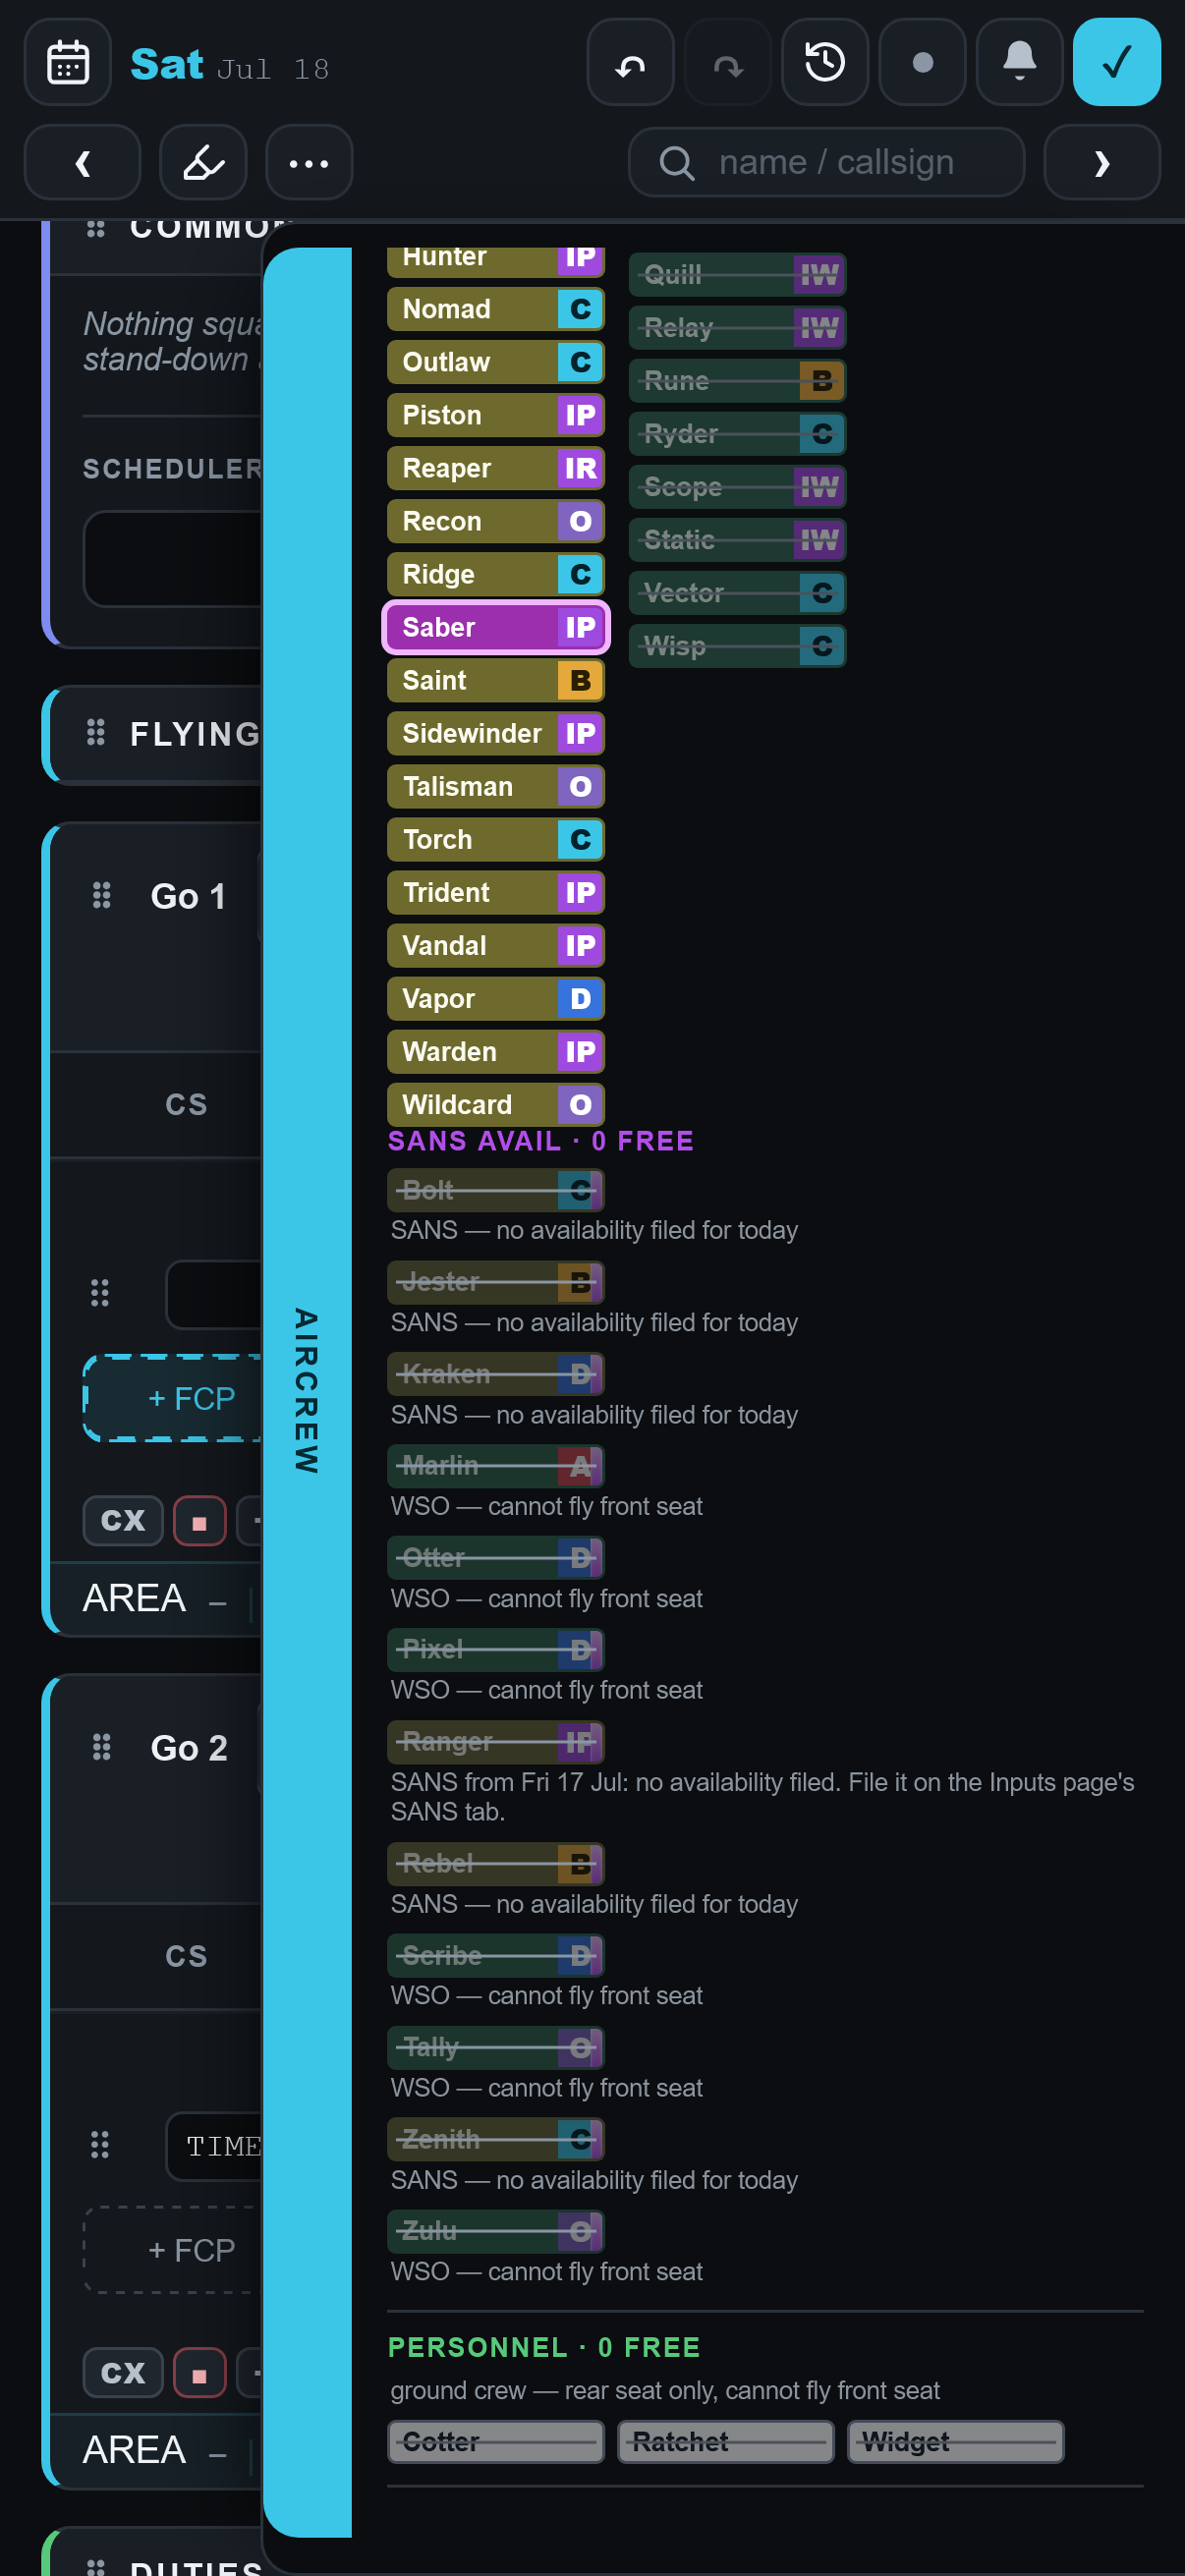 Sat Jul 18
name / callsign
COMMON
Nothing squa
stand-down
SCHEDULER
FLYING
Go 1
CS
+ FCP
CX
AREA –
Go 2
CS
TIME
+ FCP
CX
AREA –
DUTIES
AIRCREW
Hunter IP
Nomad C
Outlaw C
Piston IP
Reaper IR
Recon O
Ridge C
Saber IP
Saint B
Sidewinder IP
Talisman O
Torch C
Trident IP
Vandal IP
Vapor D
Warden IP
Wildcard O
Quill IW
Relay IW
Rune B
Ryder C
Scope IW
Static IW
Vector C
Wisp C
SANS AVAIL · 0 FREE
Bolt C
SANS — no availability filed for today
Jester B
SANS — no availability filed for today
Kraken D
SANS — no availability filed for today
Marlin A
WSO — cannot fly front seat
Otter D
WSO — cannot fly front seat
Pixel D
WSO — cannot fly front seat
Ranger IP
SANS from Fri 17 Jul: no availability filed. File it on the Inputs page's
SANS tab.
Rebel B
SANS — no availability filed for today
Scribe D
WSO — cannot fly front seat
Tally O
WSO — cannot fly front seat
Zenith C
SANS — no availability filed for today
Zulu O
WSO — cannot fly front seat
PERSONNEL · 0 FREE
ground crew — rear seat only, cannot fly front seat
Cotter Ratchet Widget